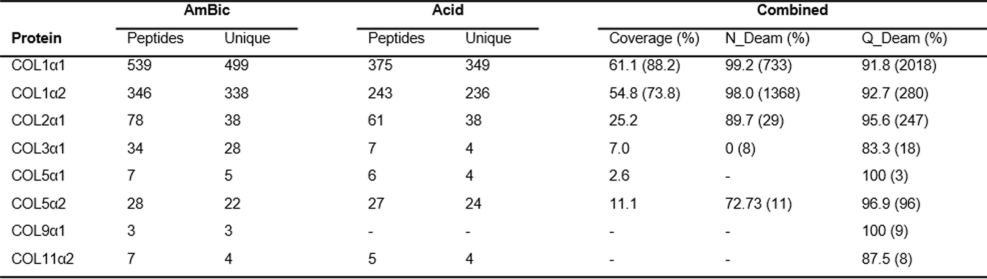 AmBic Acid Combined
Protein Peptides Unique Peptides Unique Coverage (%) N_Deam (%) Q_Deam (%)
COL1α1 539 499 375 349 61.1 (88.2) 99.2 (733) 91.8 (2018)
COL1α2 346 338 243 236 54.8 (73.8) 98.0 (1368) 92.7 (280)
COL2α1 78 38 61 38 25.2 89.7 (29) 95.6 (247)
COL3α1 34 28 7 4 7.0 0 (8) 83.3 (18)
COL5α1 7 5 6 4 2.6 - 100 (3)
COL5α2 28 22 27 24 11.1 72.73 (11) 96.9 (96)
COL9α1 3 3 - - - - 100 (9)
COL11α2 7 4 5 4 - - 87.5 (8)